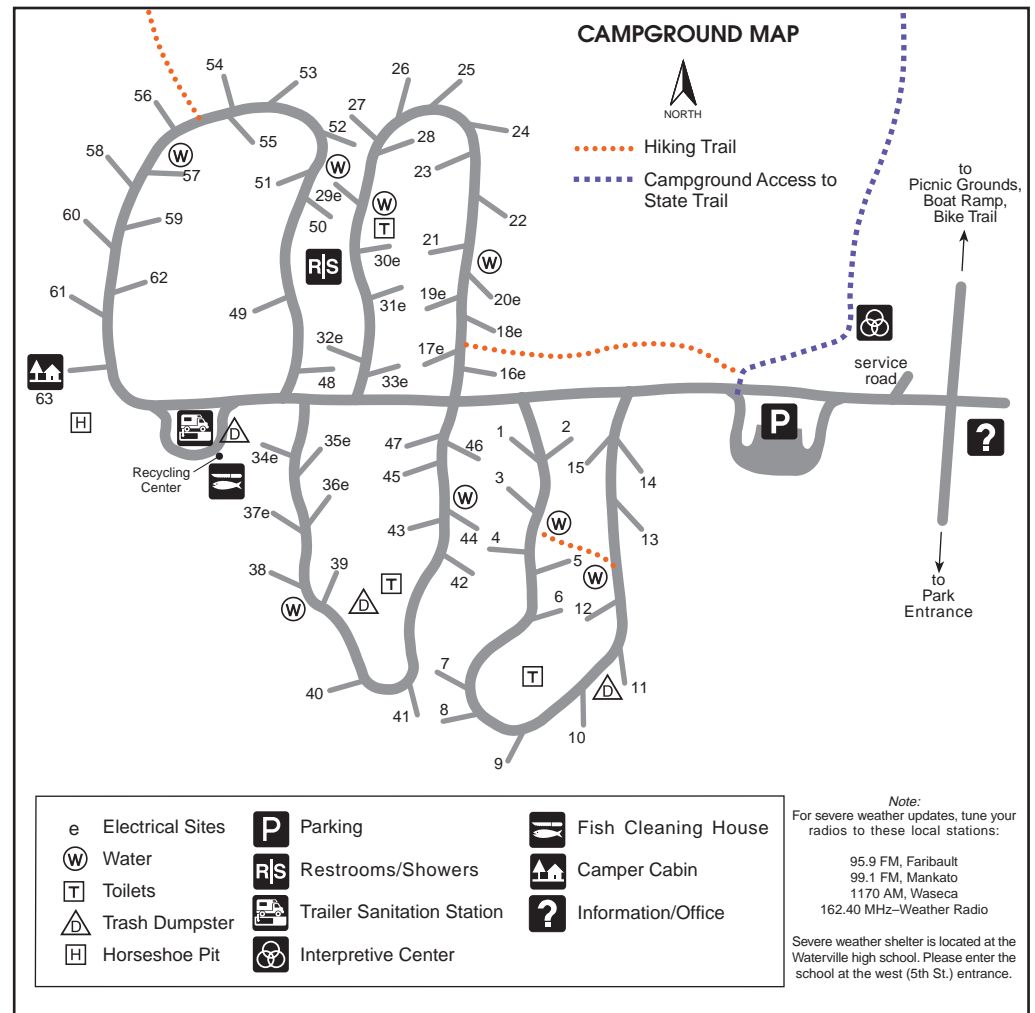 CAMPGROUND MAP
NORTH
Hiking Trail
Campground Access to
State Trail
to
Picnic Grounds,
Boat Ramp,
Bike Trail
54
53
56
55
52
58
W
57
51
60
59
50
62
61
49
63
H
48
26
25
27
28
24
W
29e
23
W
T
22
R|S
30e
21
W
31e
19e
20e
18e
32e
17e
33e
16e
service
road
P
?
D
Recycling
Center
34e
35e
36e
37e
38
39
W
T
D
40
41
47
46
45
W
43
44
42
1
2
3
15
14
W
13
4
5
W
6
12
7
T
D
11
8
10
9
to
Park
Entrance
e Electrical Sites
W Water
T Toilets
D Trash Dumpster
H Horseshoe Pit
P Parking
R|S Restrooms/Showers
Trailer Sanitation Station
Interpretive Center
Fish Cleaning House
Camper Cabin
? Information/Office
Note:
For severe weather updates, tune your
radios to these local stations:
95.9 FM, Faribault
99.1 FM, Mankato
1170 AM, Waseca
162.40 MHz–Weather Radio
Severe weather shelter is located at the
Waterville high school. Please enter the
school at the west (5th St.) entrance.